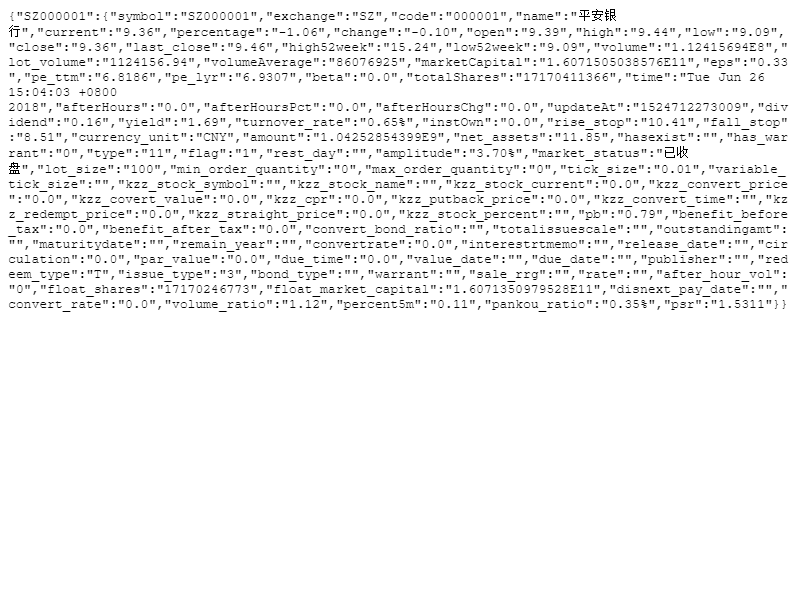 {"SZ000001":{"symbol":"SZ000001","exchange":"SZ","code":"000001","name":"平安银
行","current":"9.36","percentage":"-1.06","change":"-0.10","open":"9.39","high":"9.44","low":"9.09",
"close":"9.36","last_close":"9.46","high52week":"15.24","low52week":"9.09","volume":"1.12415694E8","
lot_volume":"1124156.94","volumeAverage":"86076925","marketCapital":"1.6071505038576E11","eps":"0.33
","pe_ttm":"6.8186","pe_lyr":"6.9307","beta":"0.0","totalShares":"17170411366","time":"Tue Jun 26
15:04:03 +0800
2018","afterHours":"0.0","afterHoursPct":"0.0","afterHoursChg":"0.0","updateAt":"1524712273009","div
idend":"0.16","yield":"1.69","turnover_rate":"0.65%","instOwn":"0.0","rise_stop":"10.41","fall_stop"
:"8.51","currency_unit":"CNY","amount":"1.04252854399E9","net_assets":"11.85","hasexist":"","has_war
rant":"0","type":"11","flag":"1","rest_day":"","amplitude":"3.70%","market_status":"已收
盘","lot_size":"100","min_order_quantity":"0","max_order_quantity":"0","tick_size":"0.01","variable_
tick_size":"","kzz_stock_symbol":"","kzz_stock_name":"","kzz_stock_current":"0.0","kzz_convert_price
":"0.0","kzz_covert_value":"0.0","kzz_cpr":"0.0","kzz_putback_price":"0.0","kzz_convert_time":"","kz
z_redempt_price":"0.0","kzz_straight_price":"0.0","kzz_stock_percent":"","pb":"0.79","benefit_before
_tax":"0.0","benefit_after_tax":"0.0","convert_bond_ratio":"","totalissuescale":"","outstandingamt":
"","maturitydate":"","remain_year":"","convertrate":"0.0","interestrtmemo":"","release_date":"","cir
culation":"0.0","par_value":"0.0","due_time":"0.0","value_date":"","due_date":"","publisher":"","red
eem_type":"T","issue_type":"3","bond_type":"","warrant":"","sale_rrg":"","rate":"","after_hour_vol":
"0","float_shares":"17170246773","float_market_capital":"1.6071350979528E11","disnext_pay_date":"","
convert_rate":"0.0","volume_ratio":"1.12","percent5m":"0.11","pankou_ratio":"0.35%","psr":"1.5311"}}